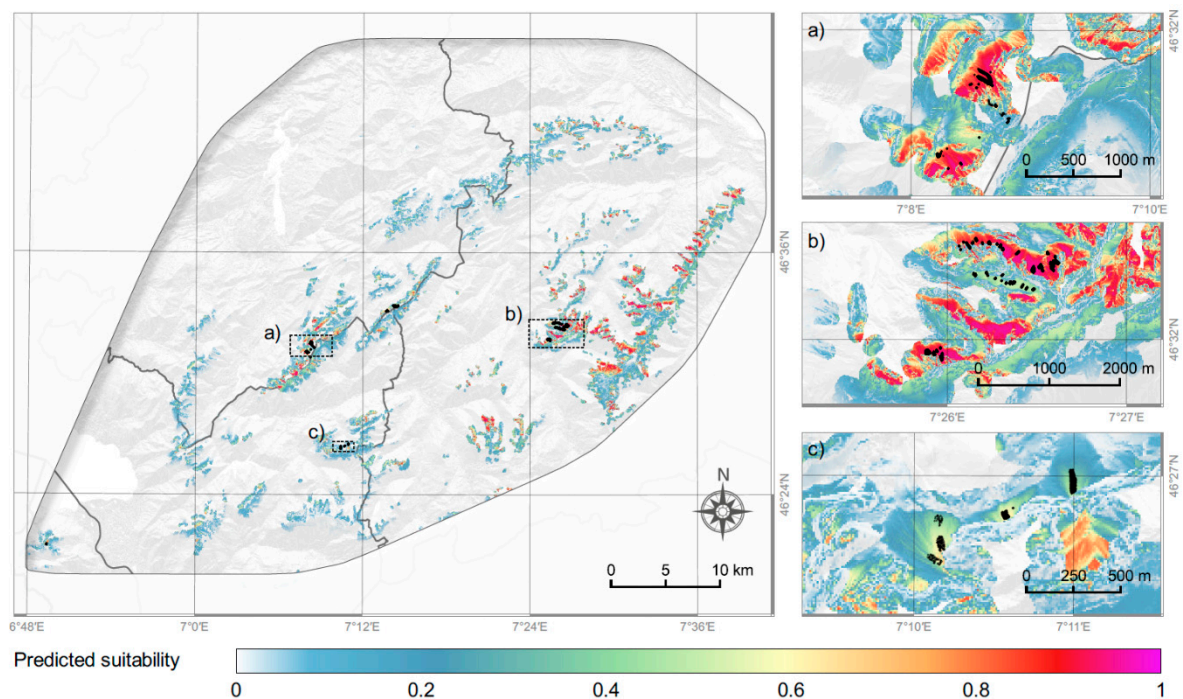 a)
b)
c)
N
0 5 10 km
46°36'N
46°24'N
6°48'E 7°0'E 7°12'E 7°24'E 7°36'E
a)
46°32'N
0 500 1000 m
7°8'E 7°10'E
b)
46°32'N
0 1000 2000 m
7°26'E 7°27'E
c)
46°27'N
0 250 500 m
7°10'E 7°11'E
Predicted suitability
0 0.2 0.4 0.6 0.8 1